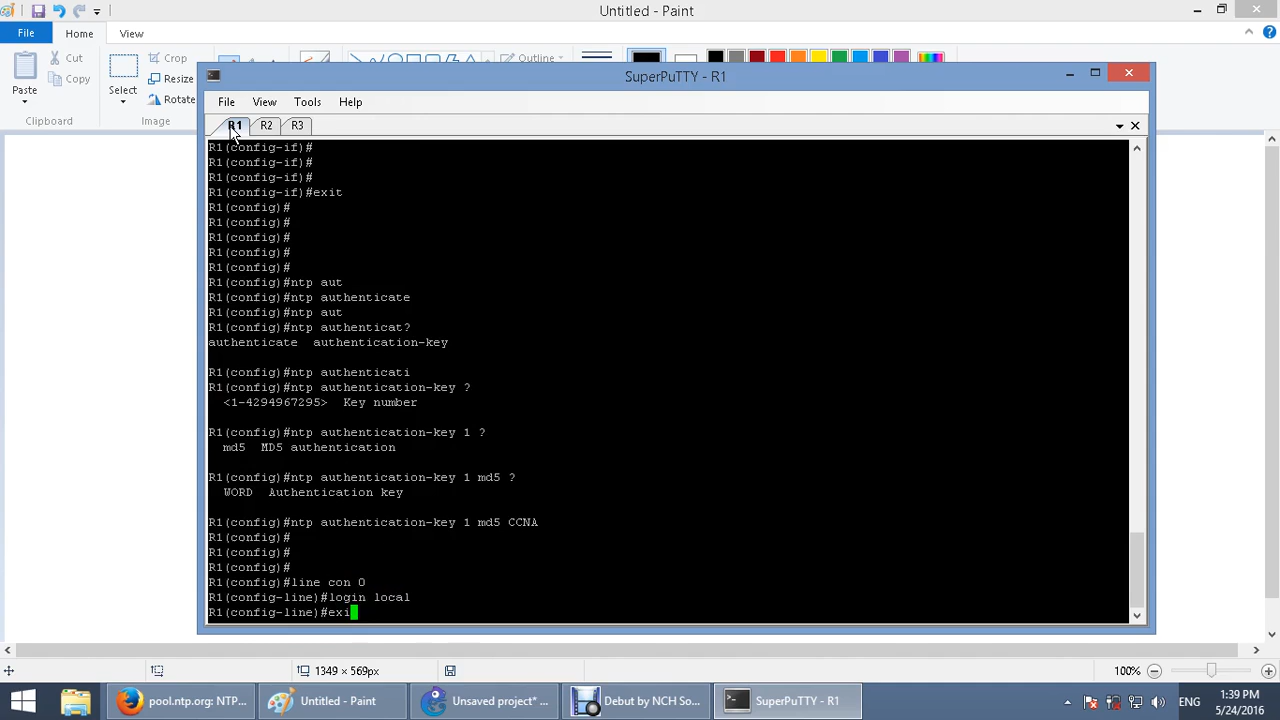 Untitled - Paint
File
Home
View
Paste
Cut
Copy
Select
Crop
Resize
Rotate
Outline
Clipboard
Image
SuperPuTTY - R1
File View Tools Help
R1 R2 R3
R1(config-if)#
R1(config-if)#
R1(config-if)#
R1(config-if)#exit
R1(config)#
R1(config)#
R1(config)#
R1(config)#
R1(config)#
R1(config)#ntp aut
R1(config)#ntp authenticate
R1(config)#ntp aut
R1(config)#ntp authenticat?
authenticate authentication-key
R1(config)#ntp authenticati
R1(config)#ntp authentication-key ?
<1-4294967295> Key number
R1(config)#ntp authentication-key 1 ?
md5 MD5 authentication
R1(config)#ntp authentication-key 1 md5 ?
WORD Authentication key
R1(config)#ntp authentication-key 1 md5 CCNA
R1(config)#
R1(config)#
R1(config)#
R1(config)#line con 0
R1(config-line)#login local
R1(config-line)#exi
1349 × 569px
100%
pool.ntp.org: NTP...
Untitled - Paint
Unsaved project*...
Debut by NCH So...
SuperPuTTY - R1
ENG
1:39 PM
5/24/2016